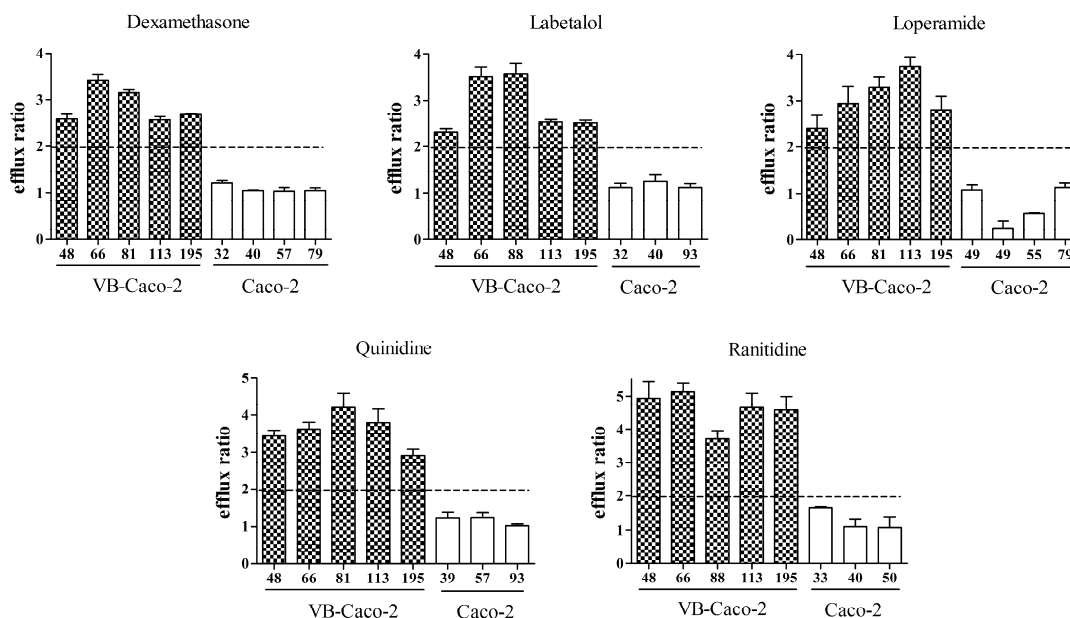 Dexamethasone
efflux ratio
4
3
2
1
0
48 66 81 113 195 32 40 57 79
VB-Caco-2 Caco-2
Labetalol
efflux ratio
4
3
2
1
0
48 66 88 113 195 32 40 93
VB-Caco-2 Caco-2
Loperamide
efflux ratio
4
3
2
1
0
48 66 81 113 195 49 49 55 79
VB-Caco-2 Caco-2
Quinidine
efflux ratio
5
4
3
2
1
0
48 66 81 113 195 39 57 93
VB-Caco-2 Caco-2
Ranitidine
efflux ratio
5
4
3
2
1
0
48 66 88 113 195 33 40 50
VB-Caco-2 Caco-2